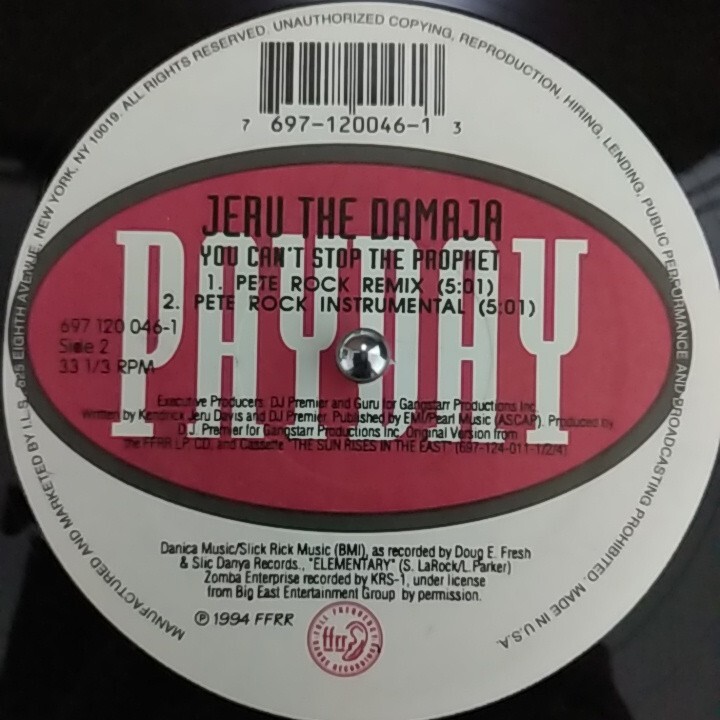 MANUFACTURED AND MARKETED BY I.L.S., 825 EIGHTH AVENUE, NEW YORK, NY 10019. ALL RIGHTS RESERVED. UNAUTHORIZED COPYING, REPRODUCTION, HIRING, LENDING, PUBLIC PERFORMANCE AND BROADCASTING PROHIBITED. MADE IN U.S.A.
7 697-120046-1 3
PAYDAY
JERU THE DAMAJA
YOU CAN'T STOP THE PROPHET
1. PETE ROCK REMIX (5:01)
2. PETE ROCK INSTRUMENTAL (5:01)
697 120 046-1
Side 2
33 1/3 RPM
Executive Producers: DJ Premier and Guru for Gangstarr Productions Inc.
Written by Kendrick Jeru Davis and DJ Premier. Published by EMI/Pearl Music (ASCAP). Produced by
D.J. Premier for Gangstarr Productions Inc. Original Version from
the FFRR LP, CD, and Cassette "THE SUN RISES IN THE EAST" (697-124-011-1/2/4)
Danica Music/Slick Rick Music (BMI), as recorded by Doug E. Fresh
& Slic Danya Records., "ELEMENTARY" (S. LaRock/L. Parker)
Zomba Enterprise recorded by KRS-1, under license
from Big East Entertainment Group by permission.
℗ 1994 FFRR
FULL FREQUENCY
ffrr
RANGE RECORDINGS